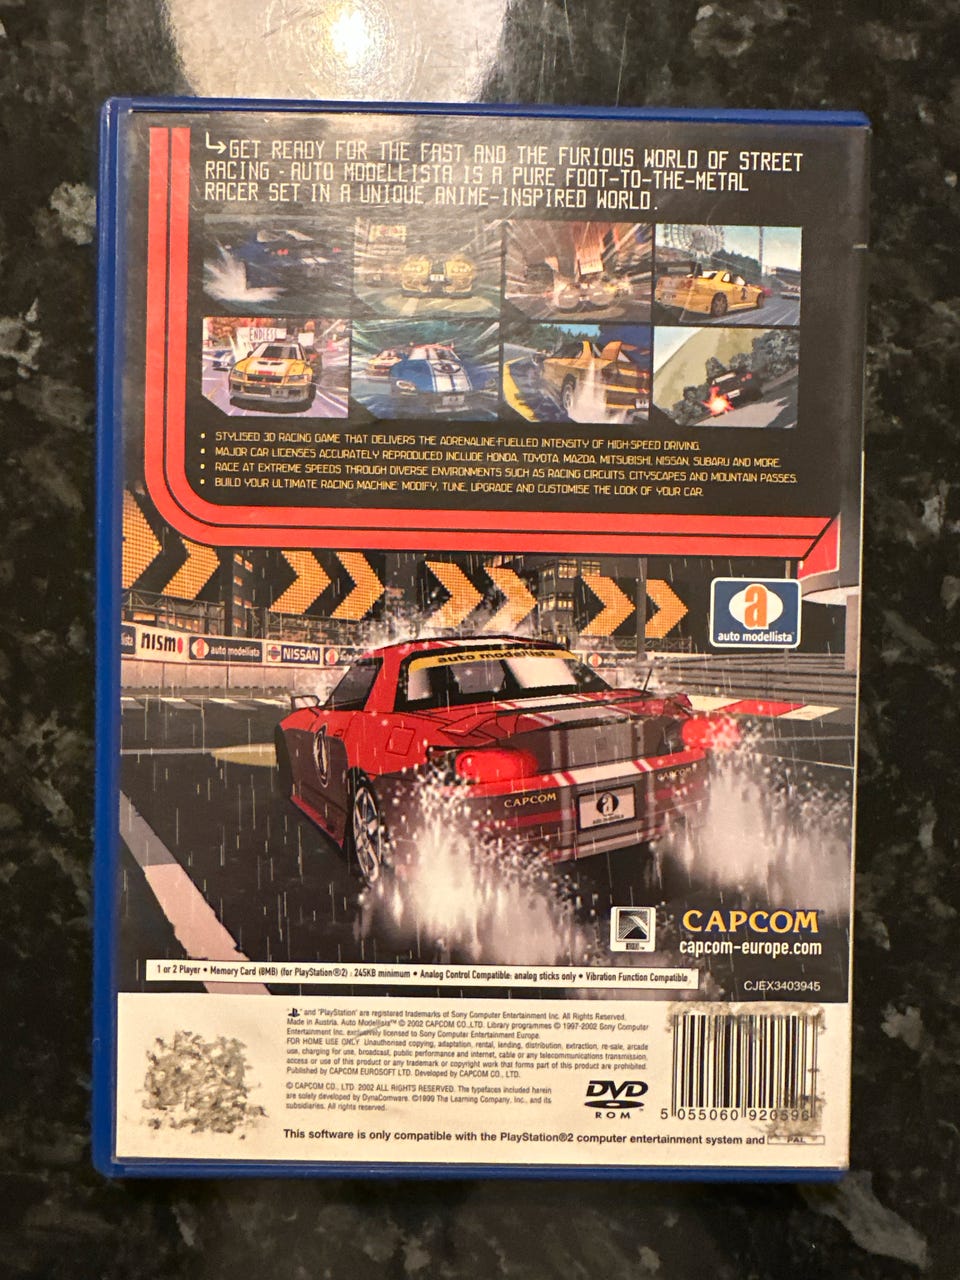 GET READY FOR THE FAST AND THE FURIOUS WORLD OF STREET
RACING - AUTO MODELLISTA IS A PURE FOOT-TO-THE-METAL
RACER SET IN A UNIQUE ANIME-INSPIRED WORLD.
ENDLESS
• STYLISED 3D RACING GAME THAT DELIVERS THE ADRENALINE-FUELLED INTENSITY OF HIGH-SPEED DRIVING.
• MAJOR CAR LICENSES ACCURATELY REPRODUCED INCLUDE HONDA, TOYOTA, MAZDA, MITSUBISHI, NISSAN, SUBARU AND MORE.
• RACE AT EXTREME SPEEDS THROUGH DIVERSE ENVIRONMENTS SUCH AS RACING CIRCUITS, CITYSCAPES AND MOUNTAIN PASSES.
• BUILD YOUR ULTIMATE RACING MACHINE MODIFY, TUNE, UPGRADE AND CUSTOMISE THE LOOK OF YOUR CAR.
a
auto modellista
nismo
auto modellista
NISSAN
auto modellista
CAPCOM
CAPCOM
a
CAPCOM
capcom-europe.com
1 or 2 Player • Memory Card (8MB) (for PlayStation®2) : 245KB minimum • Analog Control Compatible: analog sticks only • Vibration Function Compatible
CJEX3403945
" and "PlayStation" are registered trademarks of Sony Computer Entertainment Inc. All Rights Reserved.
Made in Austria. Auto Modellista™ © 2002 CAPCOM CO.,LTD. Library programmes © 1997-2002 Sony Computer
Entertainment Inc. exclusively licensed to Sony Computer Entertainment Europe.
FOR HOME USE ONLY. Unauthorised copying, adaptation, rental, lending, distribution, extraction, re-sale, arcade
use, charging for use, broadcast, public performance and internet, cable or any telecommunications transmission,
access or use of this product or any trademark or copyright work that forms part of this product are prohibited.
Published by CAPCOM EUROSOFT LTD. Developed by CAPCOM CO., LTD.
© CAPCOM CO., LTD. 2002 ALL RIGHTS RESERVED. The typefaces included herein
are solely developed by DynaComware. ©1999 The Learning Company, Inc., and its
subsidiaries. All rights reserved.
DVD
ROM
5 055060 920596
This software is only compatible with the PlayStation®2 computer entertainment system and PAL